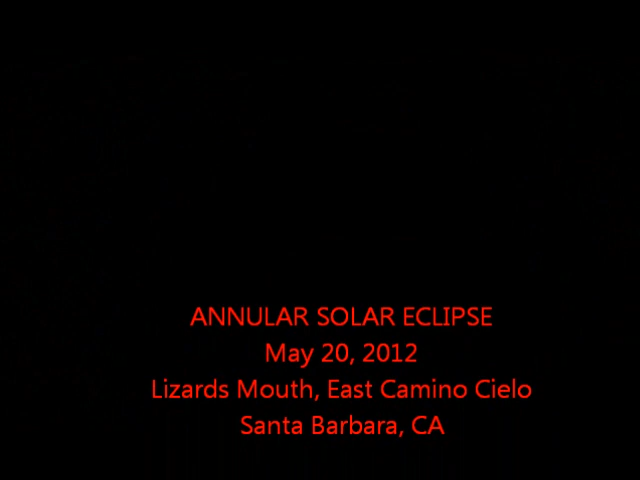 ANNULAR SOLAR ECLIPSE
May 20, 2012
Lizards Mouth, East Camino Cielo
Santa Barbara, CA